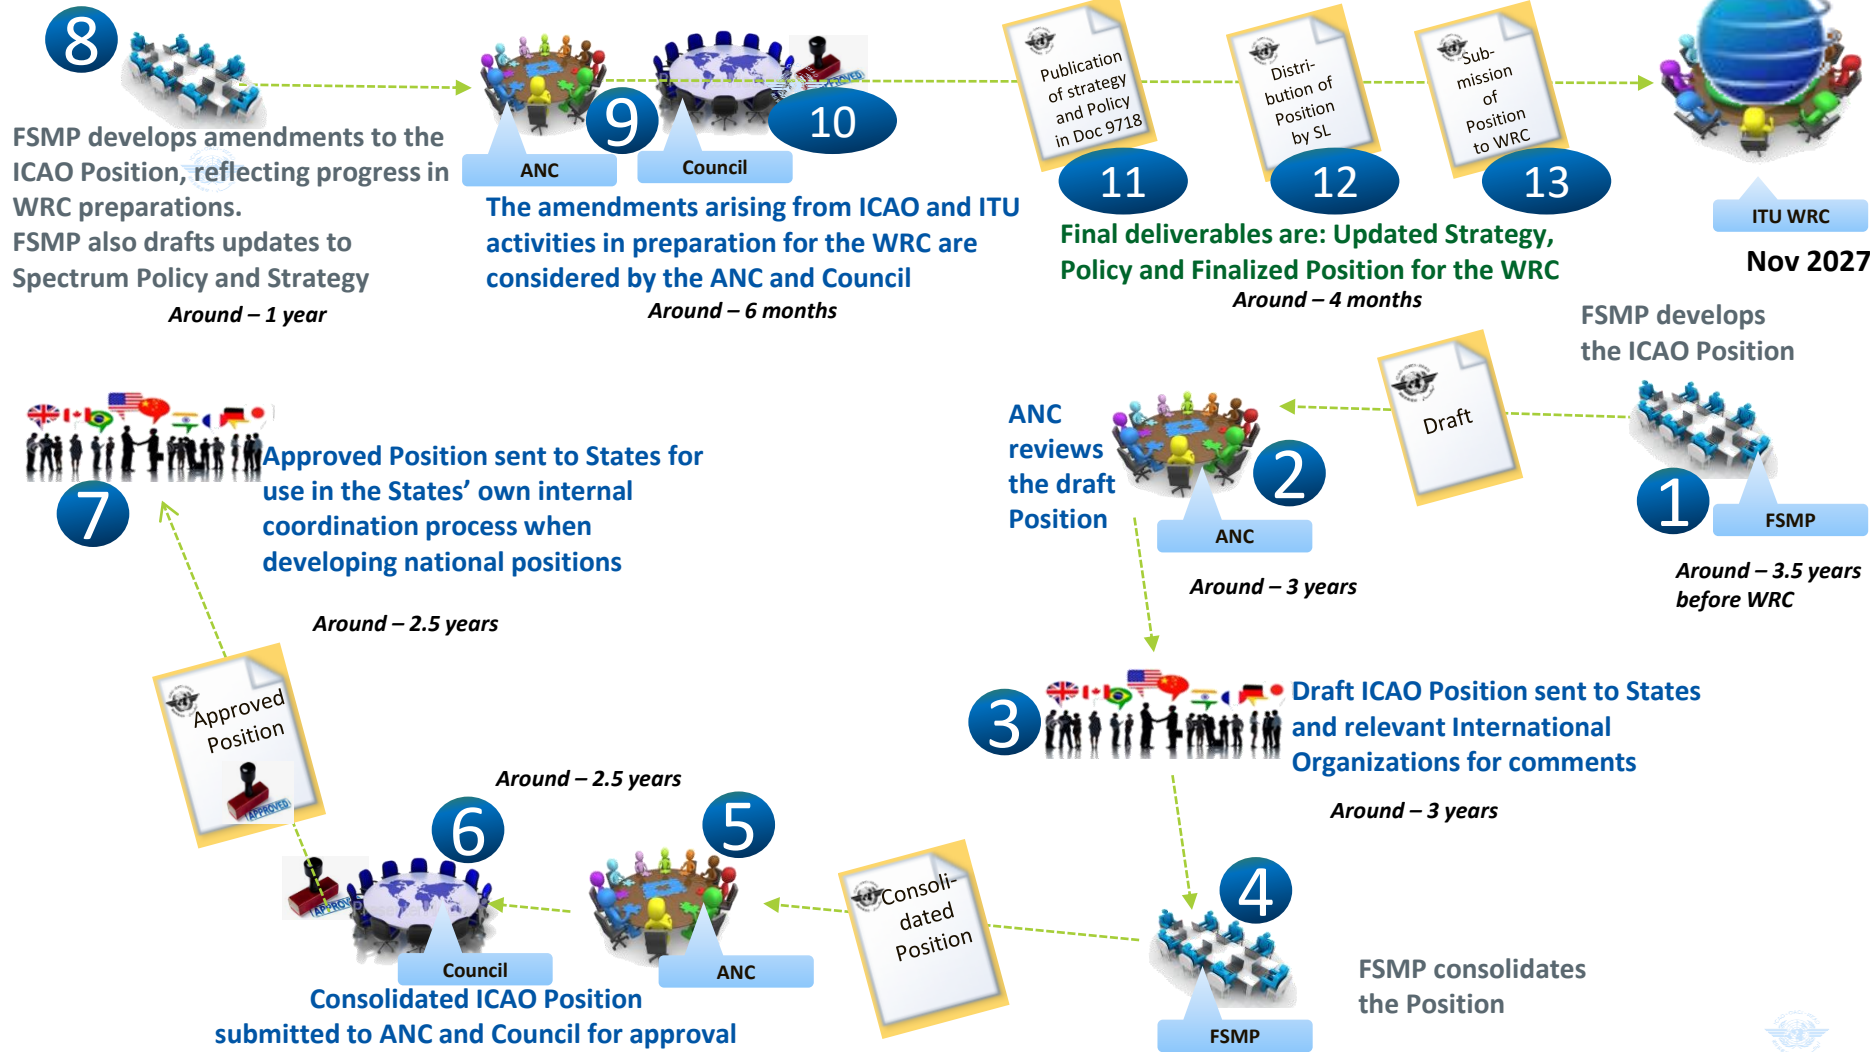 8
FSMP develops amendments to the
ICAO Position, reflecting progress in
WRC preparations.
FSMP also drafts updates to
Spectrum Policy and Strategy
Around – 1 year
9
10
ANC
Council
APPROVED
The amendments arising from ICAO and ITU
activities in preparation for the WRC are
considered by the ANC and Council
Around – 6 months
Publication
of strategy
and Policy
in Doc 9718
11
Distri-
bution of
Position
by SL
12
Sub-
mission
of
Position
to WRC
13
Final deliverables are: Updated Strategy,
Policy and Finalized Position for the WRC
Around – 4 months
ITU WRC
Nov 2027
FSMP develops
the ICAO Position
1
FSMP
Around – 3.5 years
before WRC
Draft
ANC
reviews
the draft
Position
2
ANC
Around – 3 years
3
Draft ICAO Position sent to States
and relevant International
Organizations for comments
Around – 3 years
4
FSMP
FSMP consolidates
the Position
Consoli-
dated
Position
5
ANC
6
Council
Around – 2.5 years
Consolidated ICAO Position
submitted to ANC and Council for approval
Approved
Position
APPROVED
7
Approved Position sent to States for
use in the States’ own internal
coordination process when
developing national positions
Around – 2.5 years